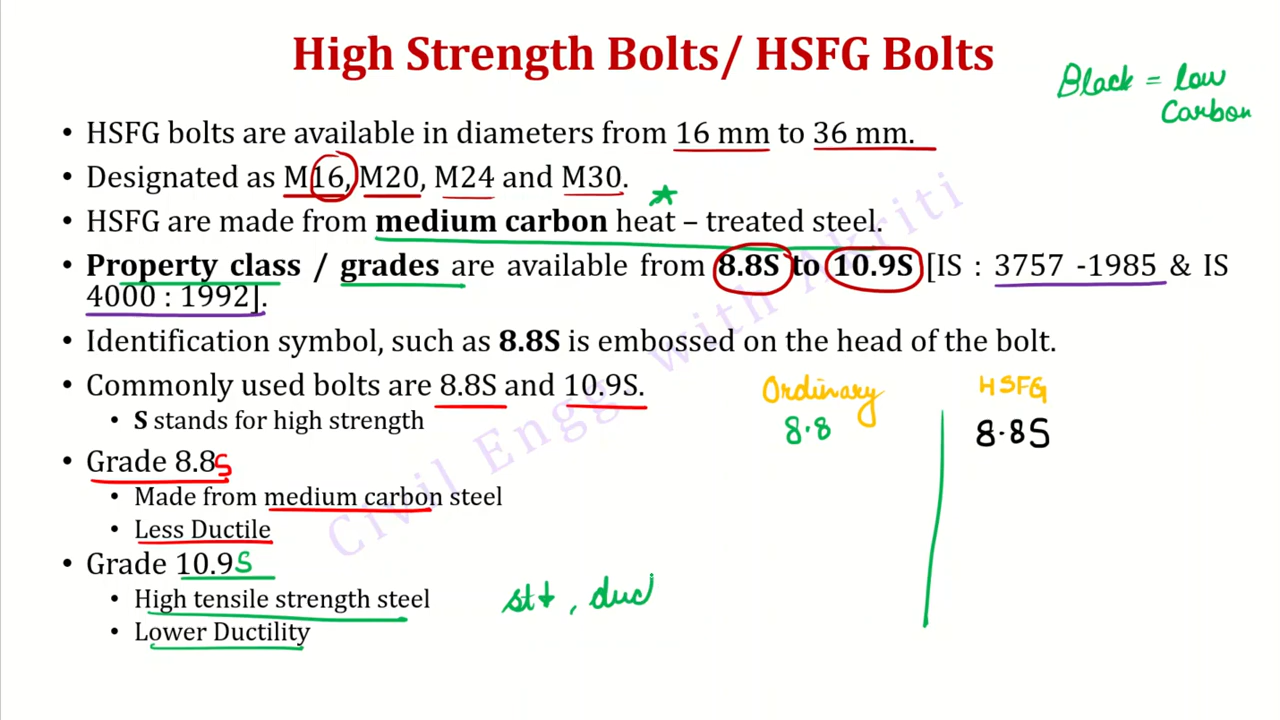 High Strength Bolts/ HSFG Bolts
Black = low
Carbon
• HSFG bolts are available in diameters from 16 mm to 36 mm.
• Designated as M16, M20, M24 and M30.
• HSFG are made from medium carbon heat – treated steel.
• Property class / grades are available from 8.8S to 10.9S [IS : 3757 -1985 & IS
4000 : 1992].
• Identification symbol, such as 8.8S is embossed on the head of the bolt.
• Commonly used bolts are 8.8S and 10.9S.
• S stands for high strength
Ordinary HSFG
8.8 8.8S
• Grade 8.8S
• Made from medium carbon steel
• Less Ductile
• Grade 10.9S
• High tensile strength steel
• Lower Ductility
st↓, duc
Civil Engg with Akriti